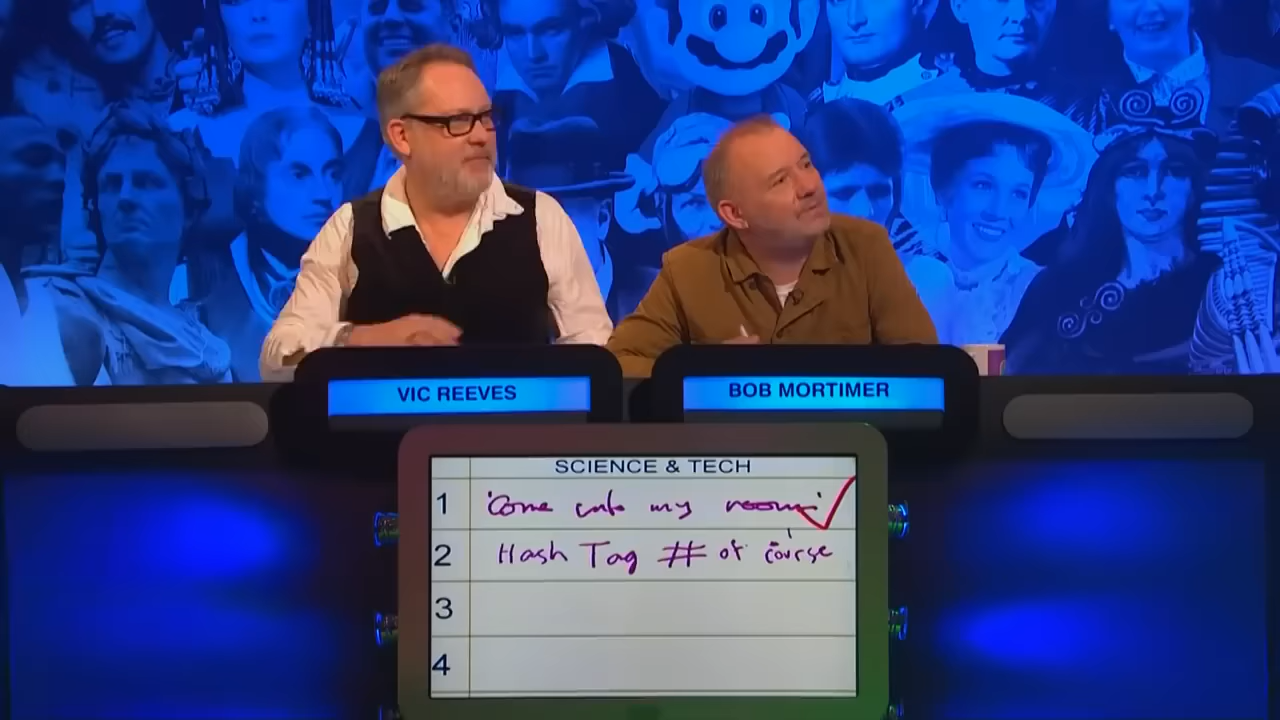 VIC REEVES
BOB MORTIMER
SCIENCE & TECH
1 'Come into my room'
2 Hash Tag # of course
3
4